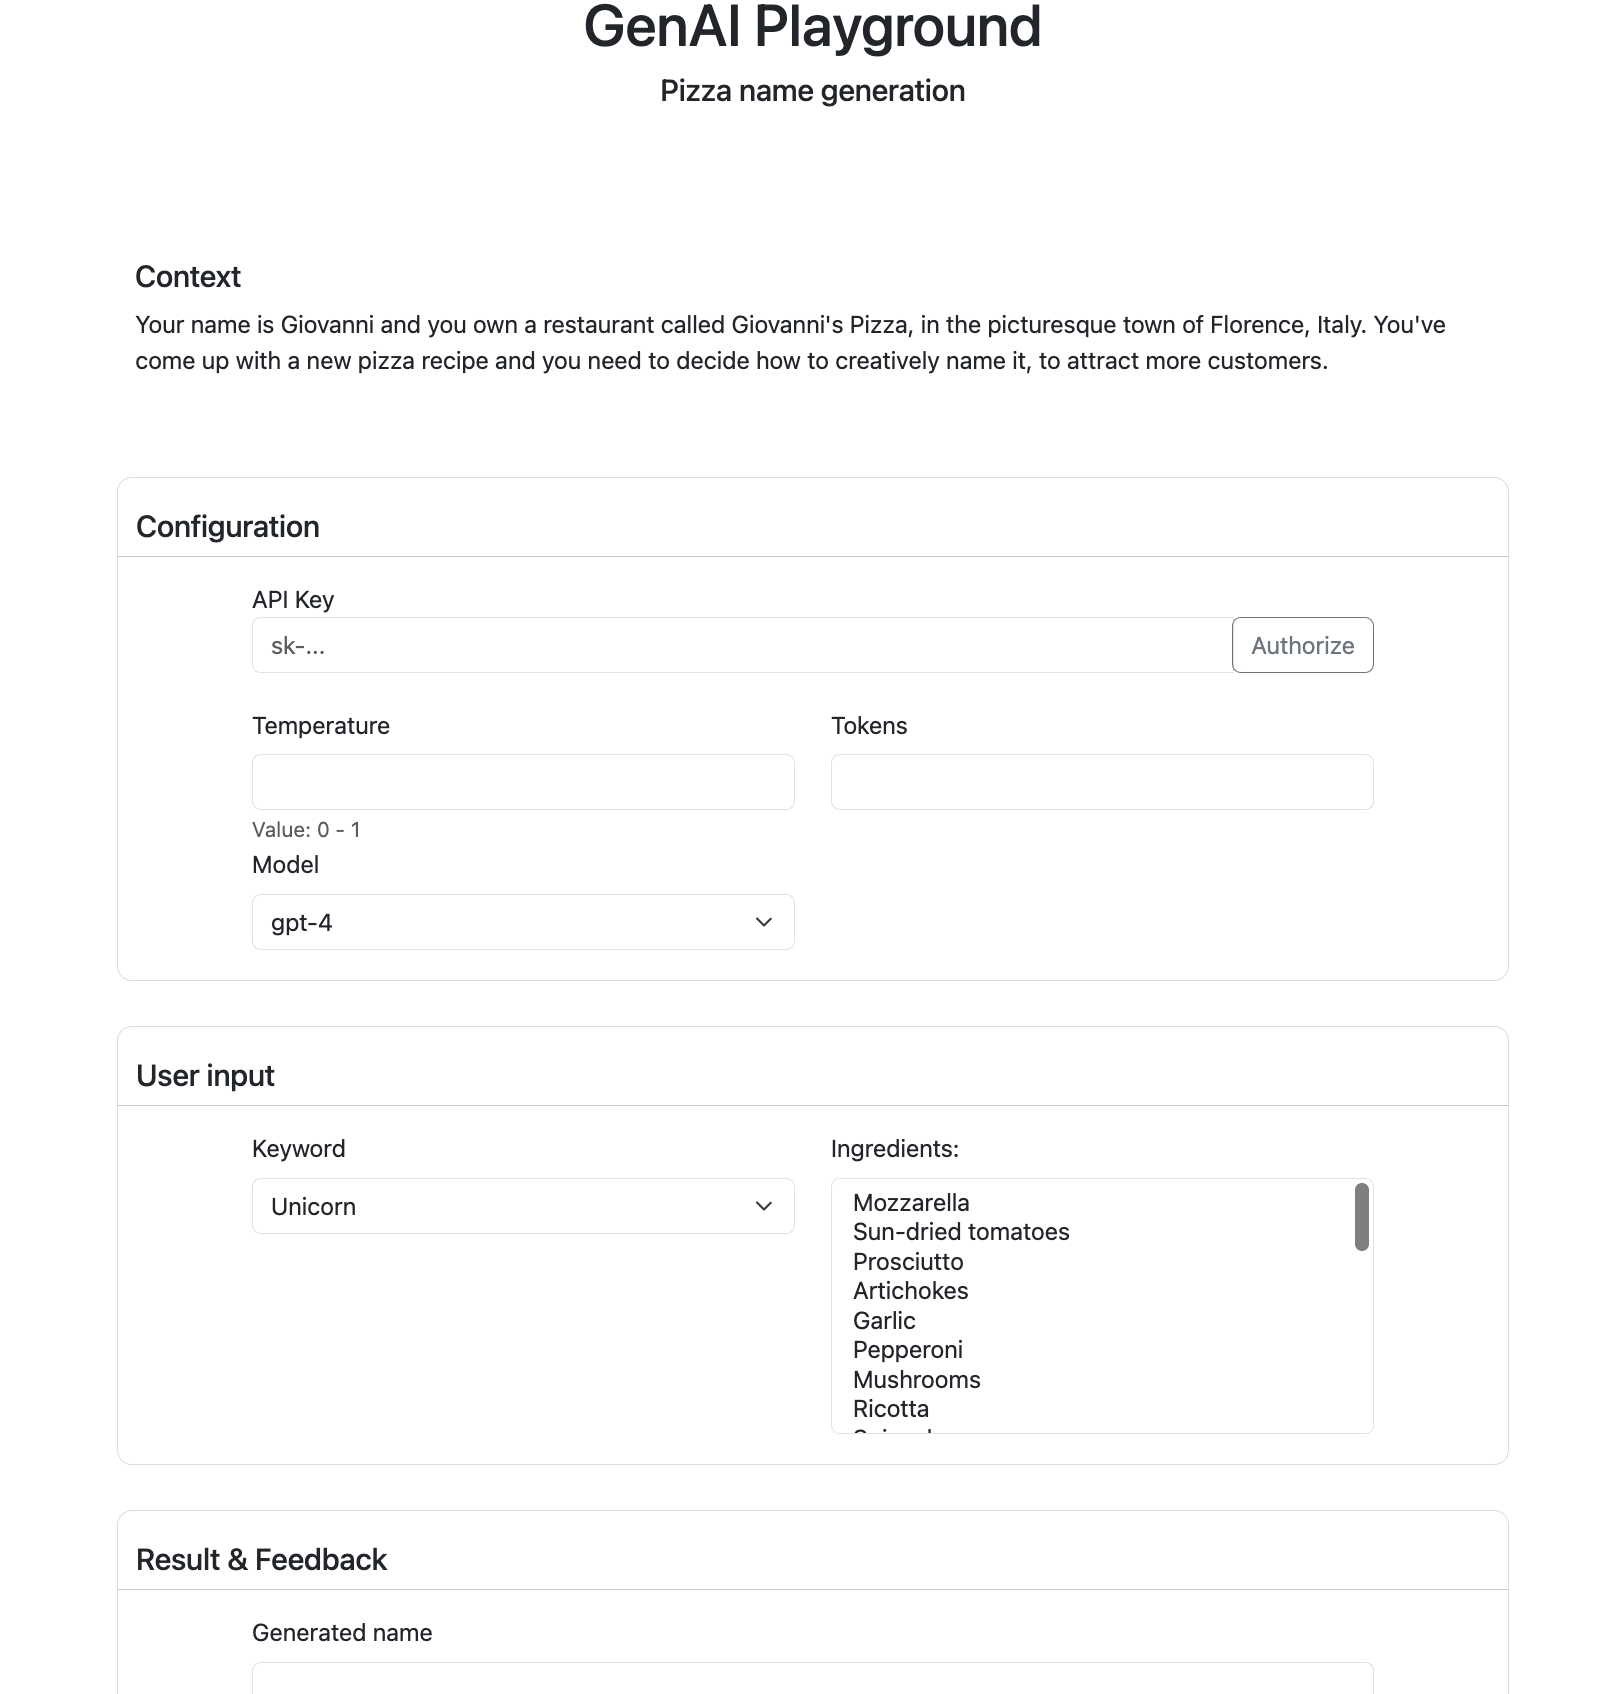 GenAI Playground
Pizza name generation
Context
Your name is Giovanni and you own a restaurant called Giovanni's Pizza, in the picturesque town of Florence, Italy. You've
come up with a new pizza recipe and you need to decide how to creatively name it, to attract more customers.
Configuration
API Key
sk-...
Authorize
Temperature
Tokens
Value: 0 - 1
Model
gpt-4
User input
Keyword
Unicorn
Ingredients:
Mozzarella
Sun-dried tomatoes
Prosciutto
Artichokes
Garlic
Pepperoni
Mushrooms
Ricotta
Result & Feedback
Generated name